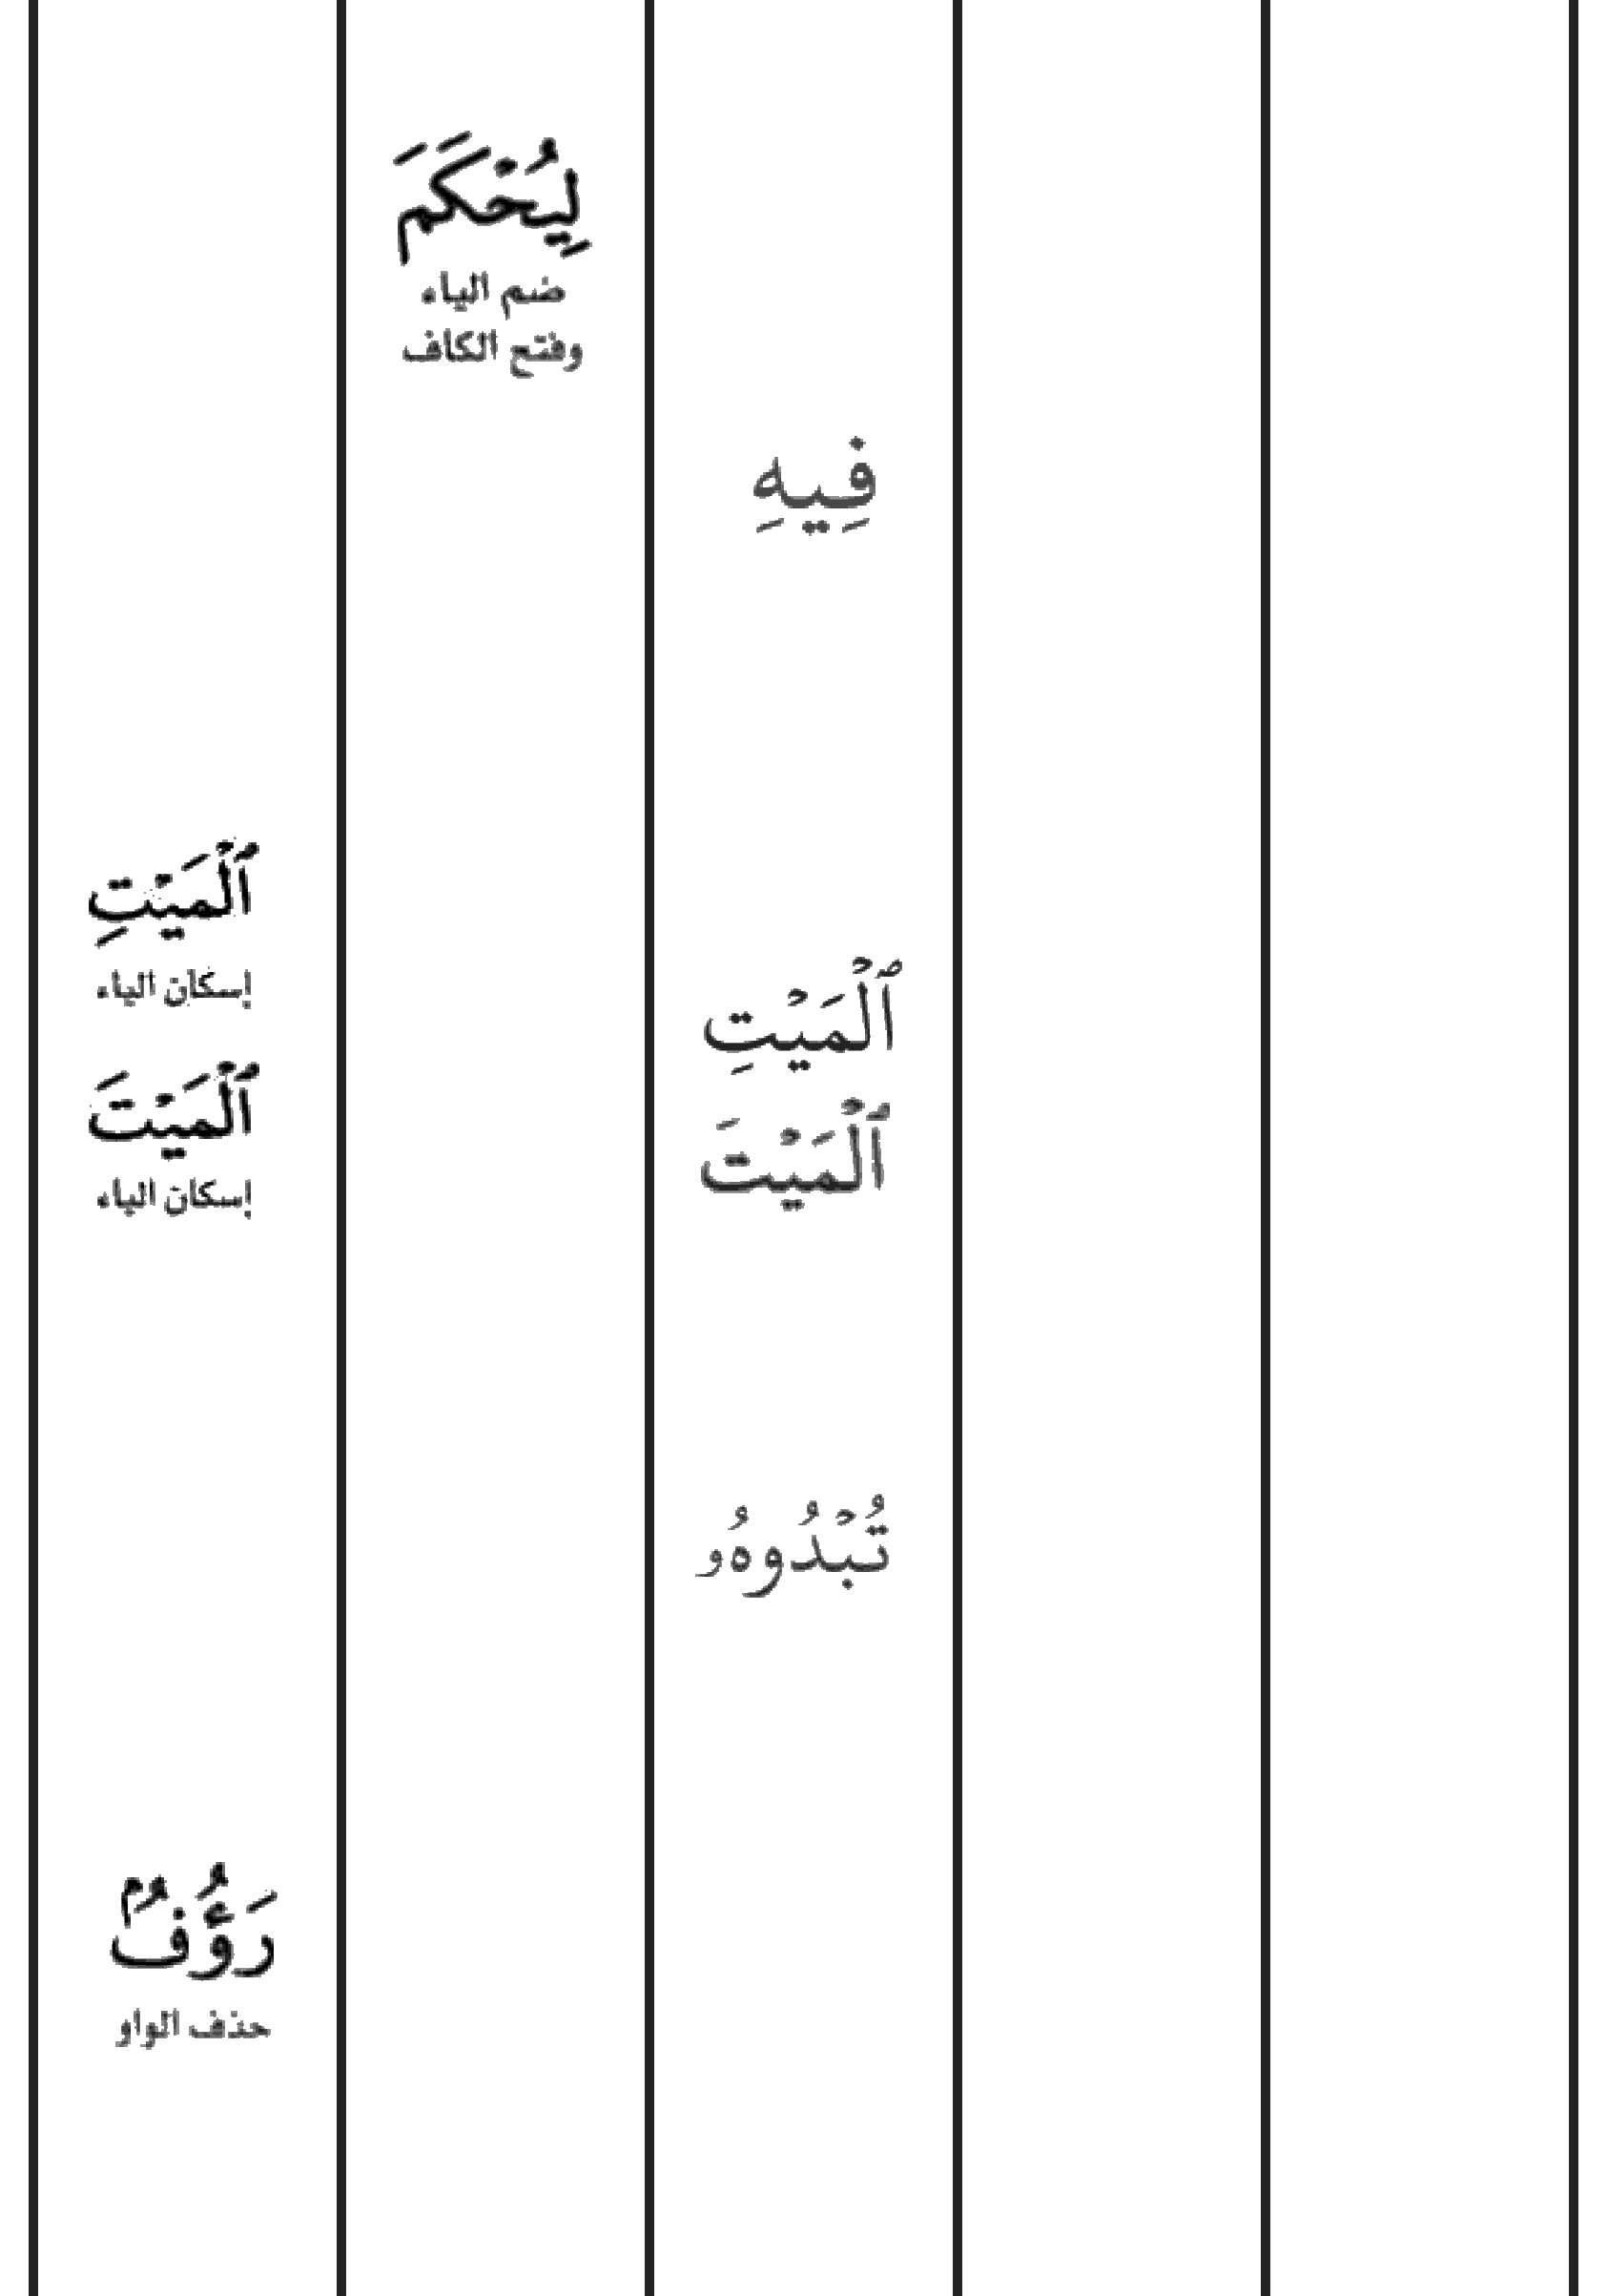 لِيُحْكَمَ
ضم الياء
وفتح الكاف
فِيهِ
ٱلْمَيْتِ
إسكان الياء
ٱلْمَيْتِ
ٱلْمَيْتَ
إسكان الياء
ٱلْمَيْتَ
تُبْدُوهُۥ
رَؤُفٌۢ
حذف الواو